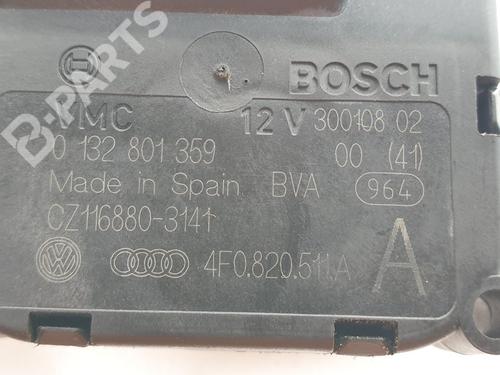 BOSCH
B-PARTS
VMC 12 V 300108 02
0 132 801 359 00 (41)
Made in Spain BVA 964
CZ116880-3141
4F0.820.511.A A